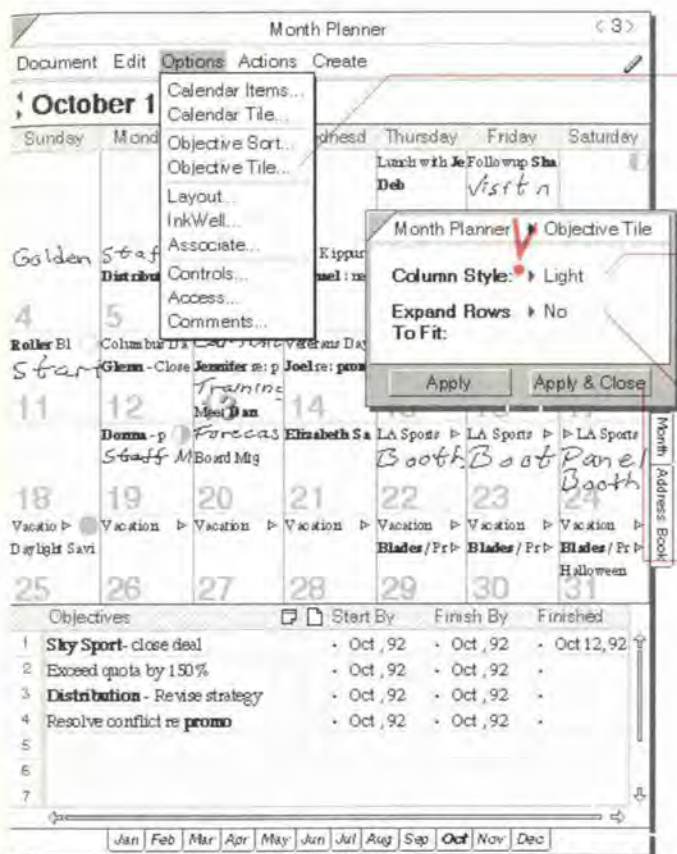 Month Planner < 3 >
Document Edit Options Actions Create
October 1
Calendar Items...
Calendar Tile...
Objective Sort...
Objective Tile...
Layout...
InkWell...
Associate...
Controls...
Access...
Comments...
Sunday Mond dnesd Thursday Friday Saturday
Lunch with Je Followup Sha
Deb Visit n
Month Planner Objective Tile
Column Style: Light
Expand Rows No
To Fit:
Apply Apply & Close
Golden Staf Kippur
Distribut
4 5
Roller Bl Columbus Da Veterans Day
Start Glenn - Close Jennifer re: p Joel re: prom
Training
11 12 Meet Dan 14
Donna - p Forecas Elizabeth Sa LA Sports LA Sports LA Sports
Staff M Board Mtg Booth Boot Panel
Booth
18 19 20 21 22 23 24
Vacatio Vacation Vacation Vacation Vacation Vacation Vacation
Daylight Savi Blades / Pr Blades / Pr Blades / Pr
Halloween
25 26 27 28 29 30 31
Month
Address Book
Objectives Start By Finish By Finished
1 Sky Sport- close deal • Oct , 92 • Oct , 92 • Oct 12, 92
2 Exceed quota by 150% • Oct , 92 • Oct , 92 •
3 Distribution - Revise strategy • Oct , 92 • Oct , 92 •
4 Resolve conflict re promo • Oct , 92 • Oct , 92 •
5
6
7
Jan Feb Mar Apr May Jun Jul Aug Sep Oct Nov Dec